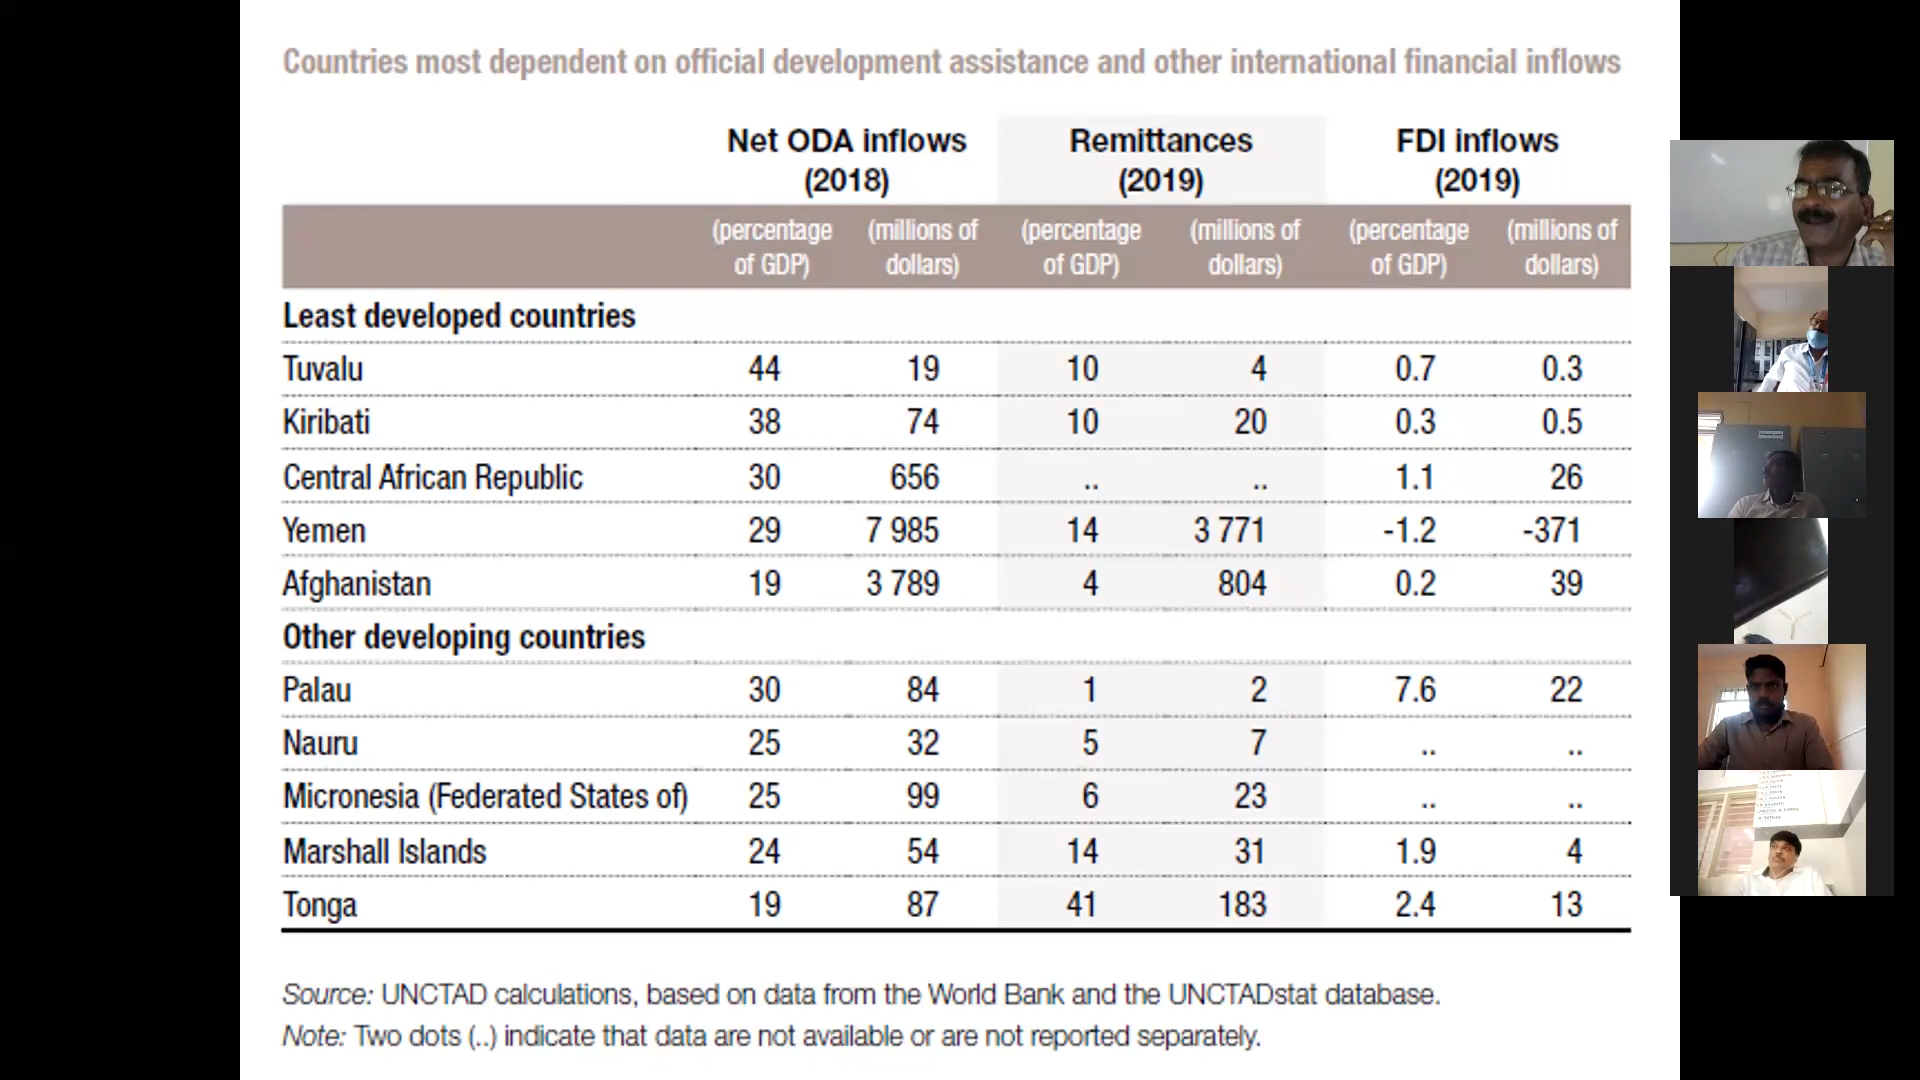 Countries most dependent on official development assistance and other international financial inflows
Net ODA inflows (2018) Remittances (2019) FDI inflows (2019)
(percentage of GDP) (millions of dollars) (percentage of GDP) (millions of dollars) (percentage of GDP) (millions of dollars)
Least developed countries
Tuvalu 44 19 10 4 0.7 0.3
Kiribati 38 74 10 20 0.3 0.5
Central African Republic 30 656 .. .. 1.1 26
Yemen 29 7 985 14 3 771 -1.2 -371
Afghanistan 19 3 789 4 804 0.2 39
Other developing countries
Palau 30 84 1 2 7.6 22
Nauru 25 32 5 7 .. ..
Micronesia (Federated States of) 25 99 6 23 .. ..
Marshall Islands 24 54 14 31 1.9 4
Tonga 19 87 41 183 2.4 13
Source: UNCTAD calculations, based on data from the World Bank and the UNCTADstat database.
Note: Two dots (..) indicate that data are not available or are not reported separately.